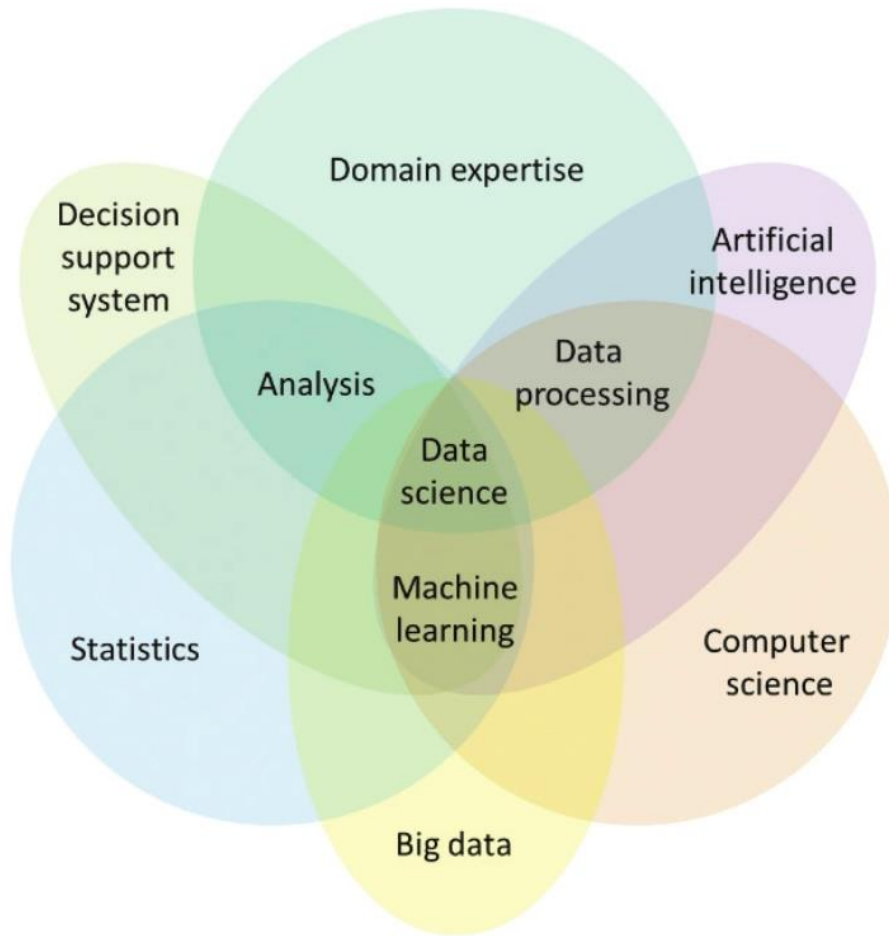 Domain expertise
Decision
support
system
Artificial
intelligence
Analysis
Data
processing
Data
science
Machine
learning
Statistics
Computer
science
Big data